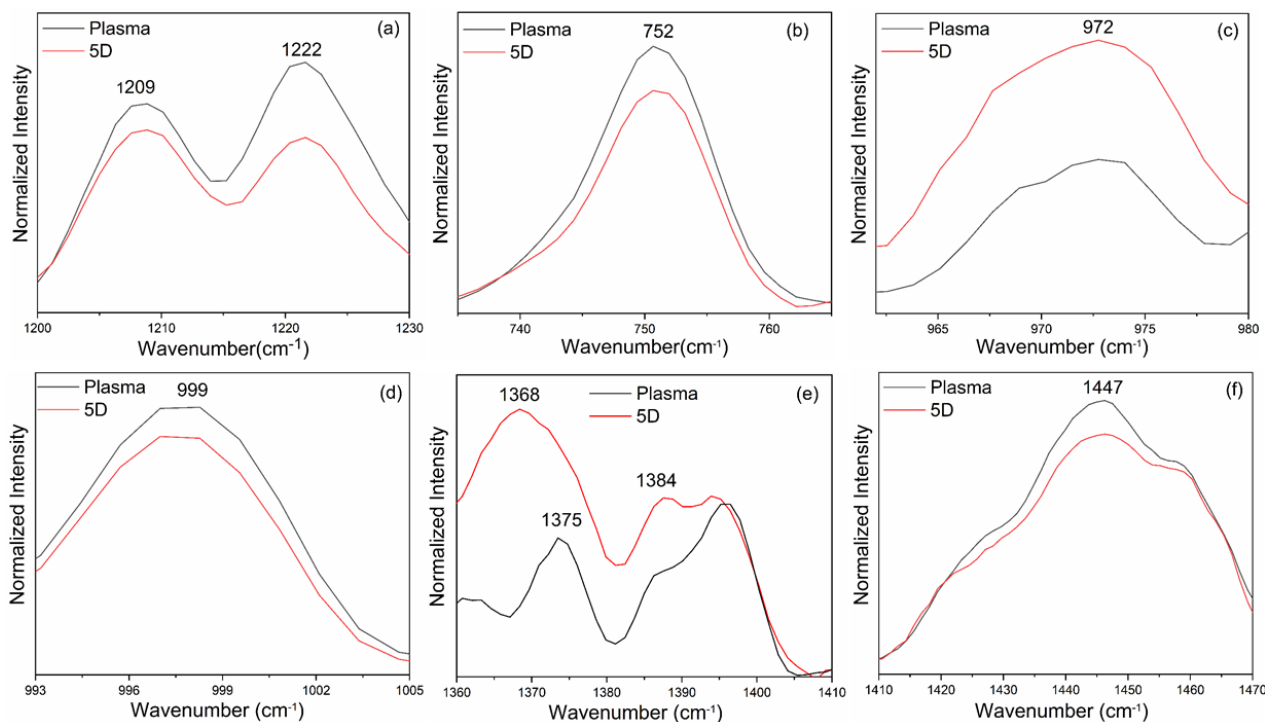 Plasma
5D
(a)
1209
1222
Normalized Intensity
1200 1210 1220 1230
Wavenumber(cm⁻¹)
Plasma
5D
(b)
752
Normalized Intensity
740 750 760
Wavenumber(cm⁻¹)
Plasma
5D
(c)
972
Normalized Intensity
965 970 975 980
Wavenumber (cm⁻¹)
Plasma
5D
(d)
999
Normalized Intensity
993 996 999 1002 1005
Wavenumber (cm⁻¹)
Plasma
5D
(e)
1368
1375
1384
Normalized Intensity
1360 1370 1380 1390 1400 1410
Wavenumber (cm⁻¹)
Plasma
5D
(f)
1447
Normalized Intensity
1410 1420 1430 1440 1450 1460 1470
Wavenumber (cm⁻¹)